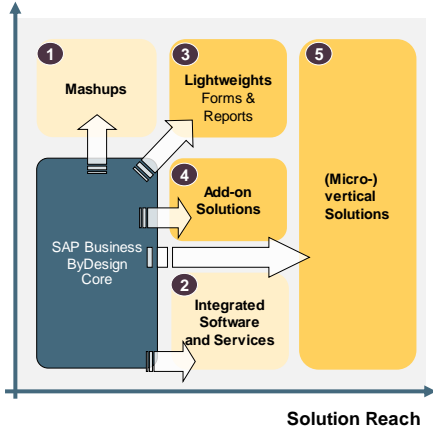 1
Mashups
3
Lightweights
Forms &
Reports
5
(Micro-)
vertical
Solutions
4
Add-on
Solutions
SAP Business
ByDesign
Core
2
Integrated
Software
and Services
Solution Reach